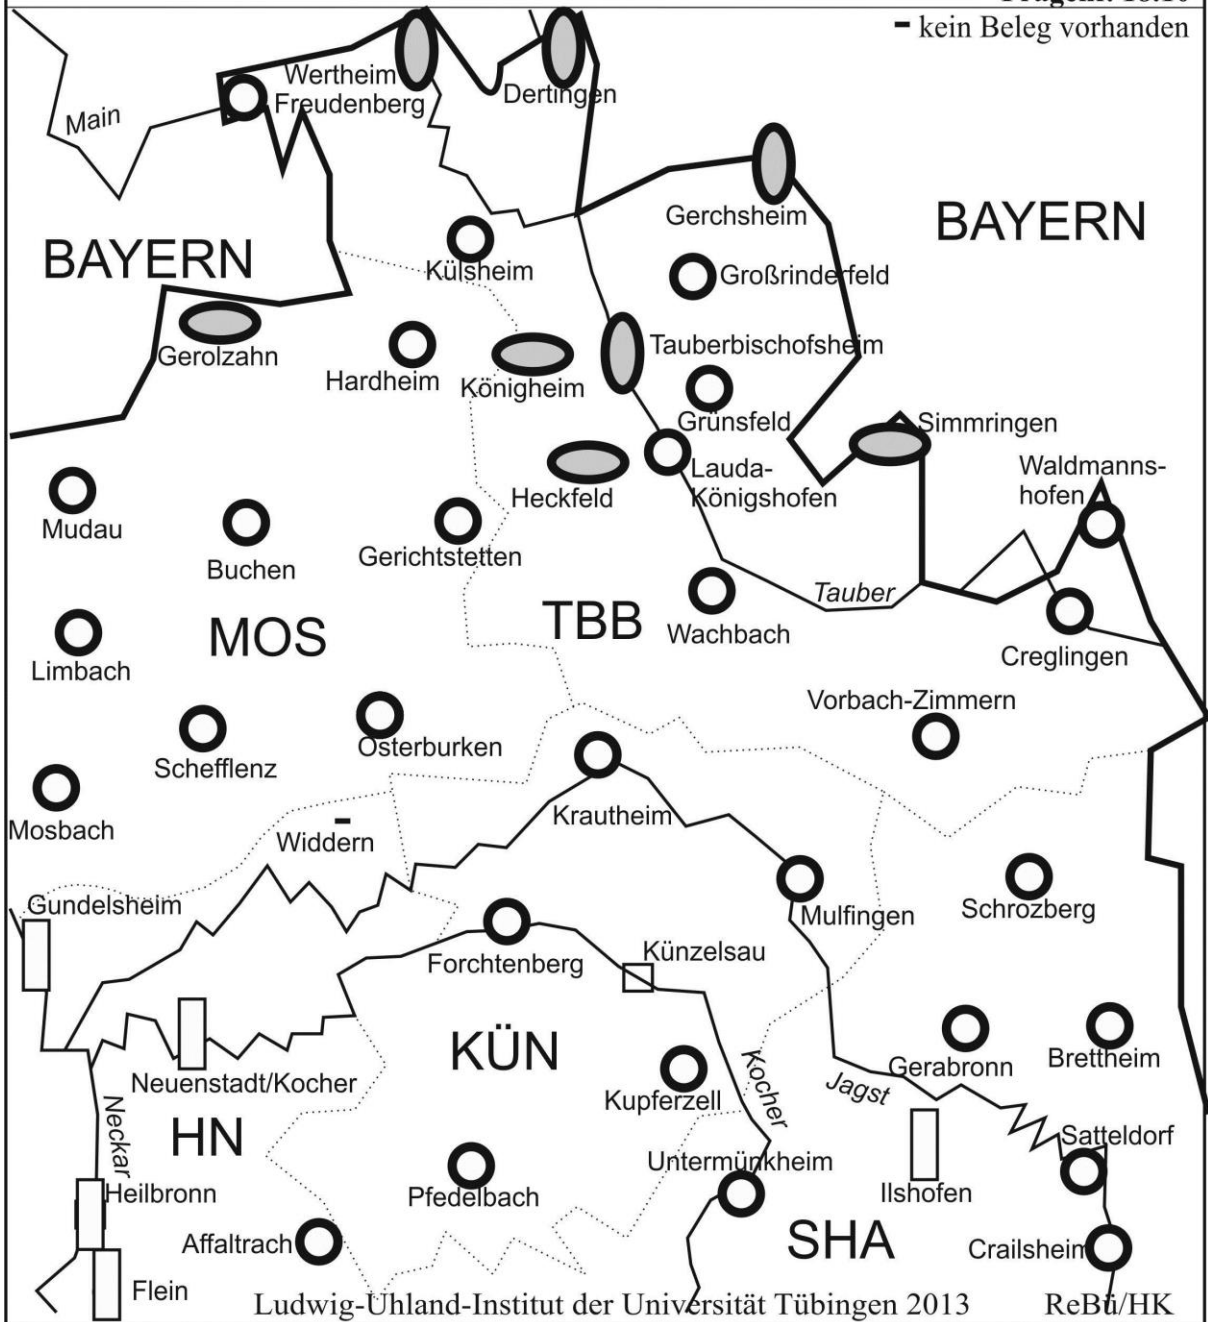 - kein Beleg vorhanden
Wertheim
Freudenberg
Dertingen
Main
Gerchsheim
BAYERN
BAYERN
Külsheim
Großrinderfeld
Gerolzahn
Hardheim
Königheim
Tauberbischofsheim
Grünsfeld
Simmringen
Lauda-
Königshofen
Waldmanns-
hofen
Heckfeld
Mudau
Buchen
Gerichtstetten
Tauber
MOS
TBB
Wachbach
Creglingen
Limbach
Vorbach-Zimmern
Schefflenz
Osterburken
Mosbach
Widdern
Krautheim
Gundelsheim
Mulfingen
Schrozberg
Forchtenberg
Künzelsau
KÜN
Neuenstadt/Kocher
Kupferzell
Kocher
Jagst
Gerabronn
Brettheim
Neckar
HN
Satteldorf
Untermünkheim
Heilbronn
Pfedelbach
Ilshofen
Affaltrach
SHA
Crailsheim
Flein
Ludwig-Uhland-Institut der Universität Tübingen 2013
ReBü/HK